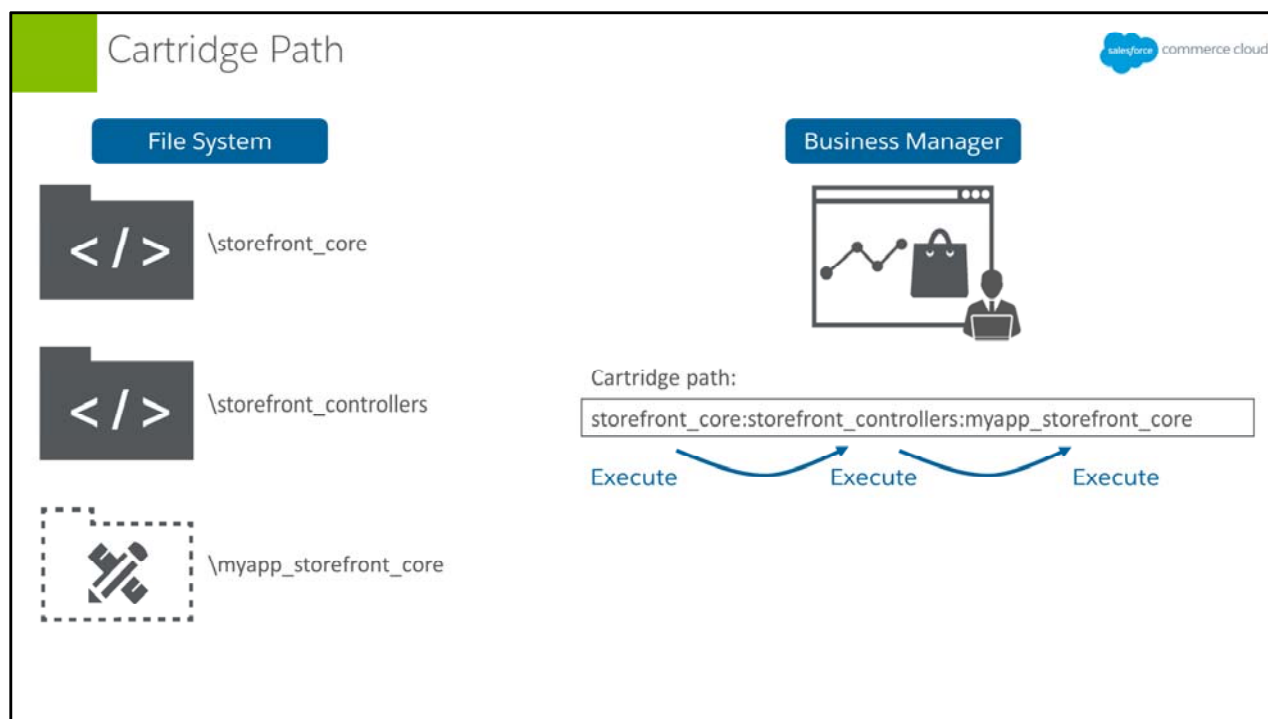 Cartridge Path
salesforce commerce cloud
File System
</>
\storefront_core
</>
\storefront_controllers
\myapp_storefront_core
Business Manager
Cartridge path:
storefront_core:storefront_controllers:myapp_storefront_core
Execute Execute Execute